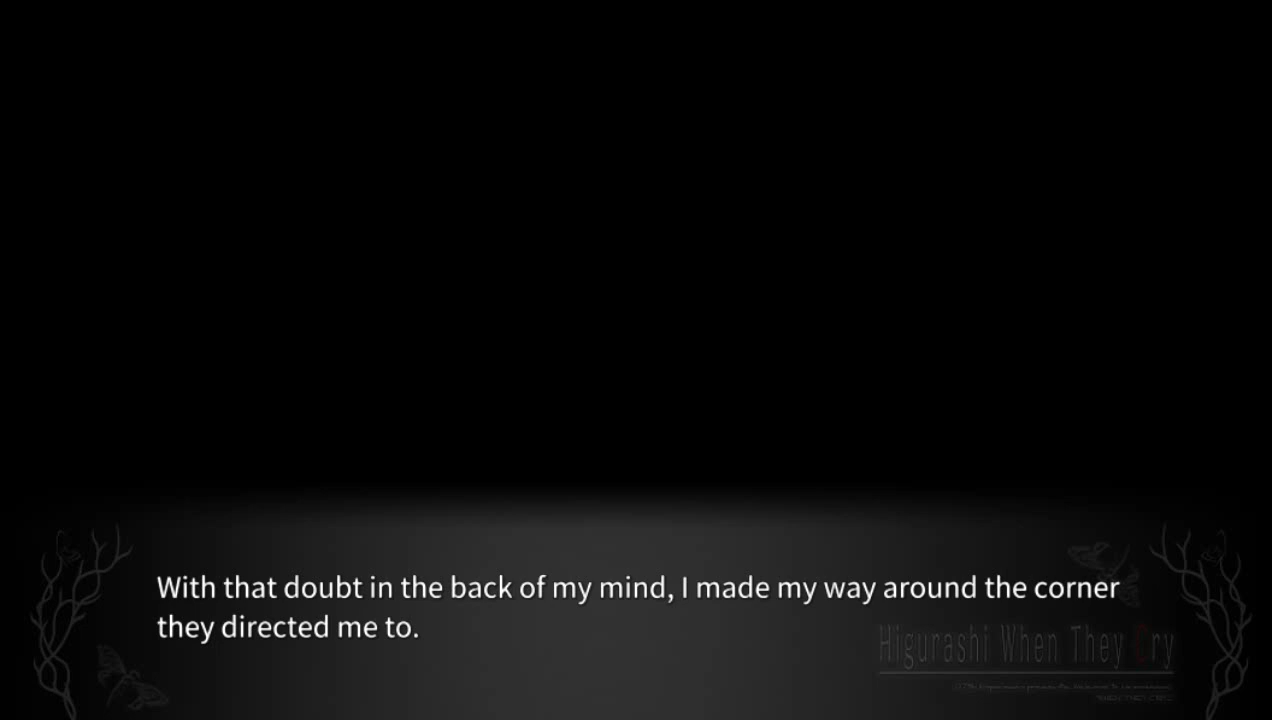 With that doubt in the back of my mind, I made my way around the corner
they directed me to.
Higurashi When They Cry